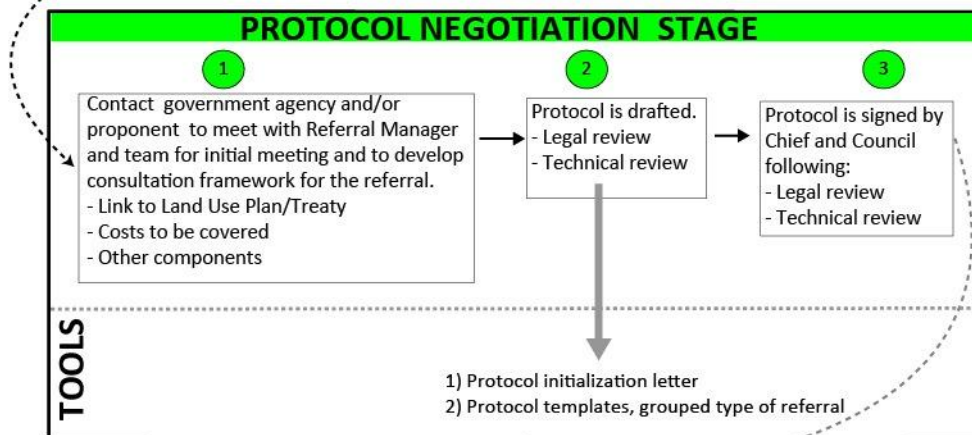 PROTOCOL NEGOTIATION STAGE
1
Contact government agency and/or
proponent to meet with Referral Manager
and team for initial meeting and to develop
consultation framework for the referral.
- Link to Land Use Plan/Treaty
- Costs to be covered
- Other components
2
Protocol is drafted.
- Legal review
- Technical review
3
Protocol is signed by
Chief and Council
following:
- Legal review
- Technical review
TOOLS
1) Protocol initialization letter
2) Protocol templates, grouped type of referral